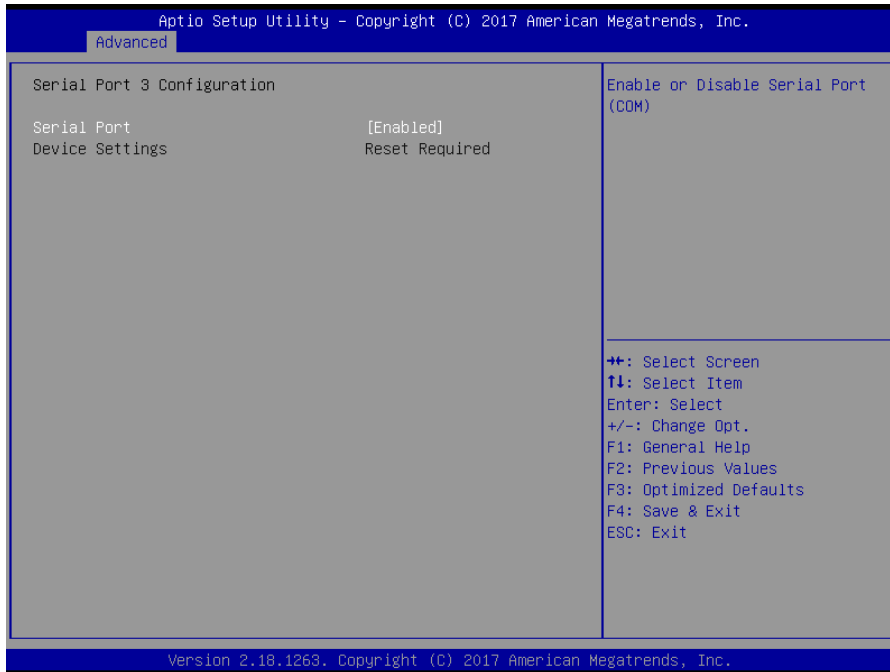 Aptio Setup Utility – Copyright (C) 2017 American Megatrends, Inc.
Advanced
Serial Port 3 Configuration
Serial Port [Enabled]
Device Settings Reset Required
Enable or Disable Serial Port
(COM)
→←: Select Screen
↑↓: Select Item
Enter: Select
+/-: Change Opt.
F1: General Help
F2: Previous Values
F3: Optimized Defaults
F4: Save & Exit
ESC: Exit
Version 2.18.1263. Copyright (C) 2017 American Megatrends, Inc.